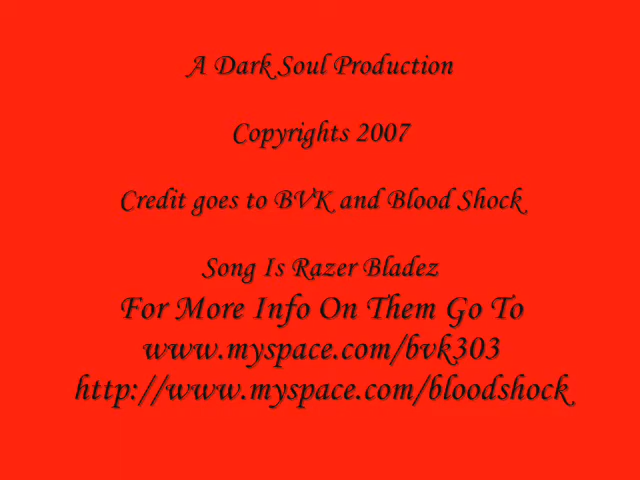 A Dark Soul Production
Copyrights 2007
Credit goes to BVK and Blood Shock
Song Is Razer Bladez
For More Info On Them Go To
www.myspace.com/bvk303
http://www.myspace.com/bloodshock